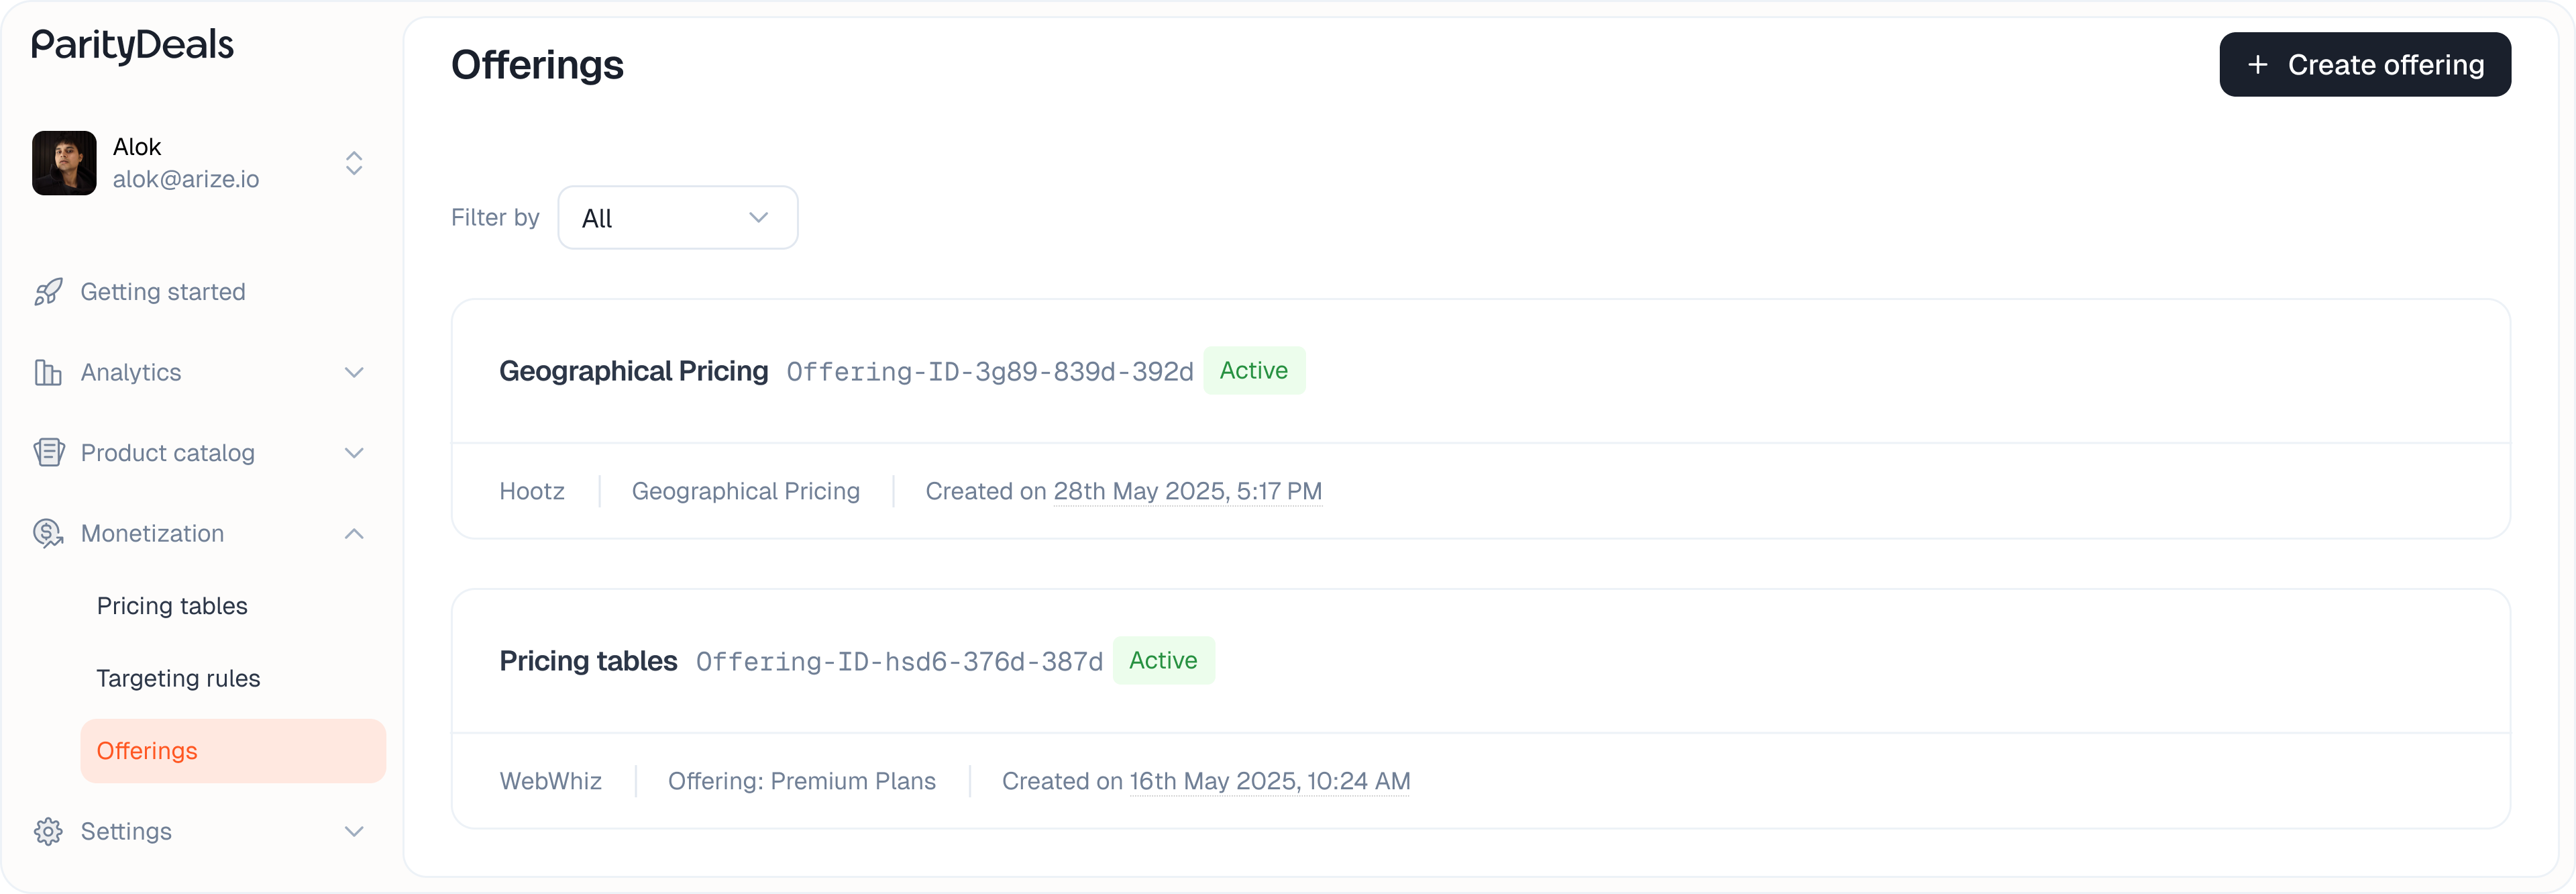 ParityDeals
Alok
alok@arize.io
Getting started
Analytics
Product catalog
Monetization
Pricing tables
Targeting rules
Offerings
Settings
Offerings
+ Create offering
Filter by All
Geographical Pricing Offering-ID-3g89-839d-392d Active
Hootz Geographical Pricing Created on 28th May 2025, 5:17 PM
Pricing tables Offering-ID-hsd6-376d-387d Active
WebWhiz Offering: Premium Plans Created on 16th May 2025, 10:24 AM